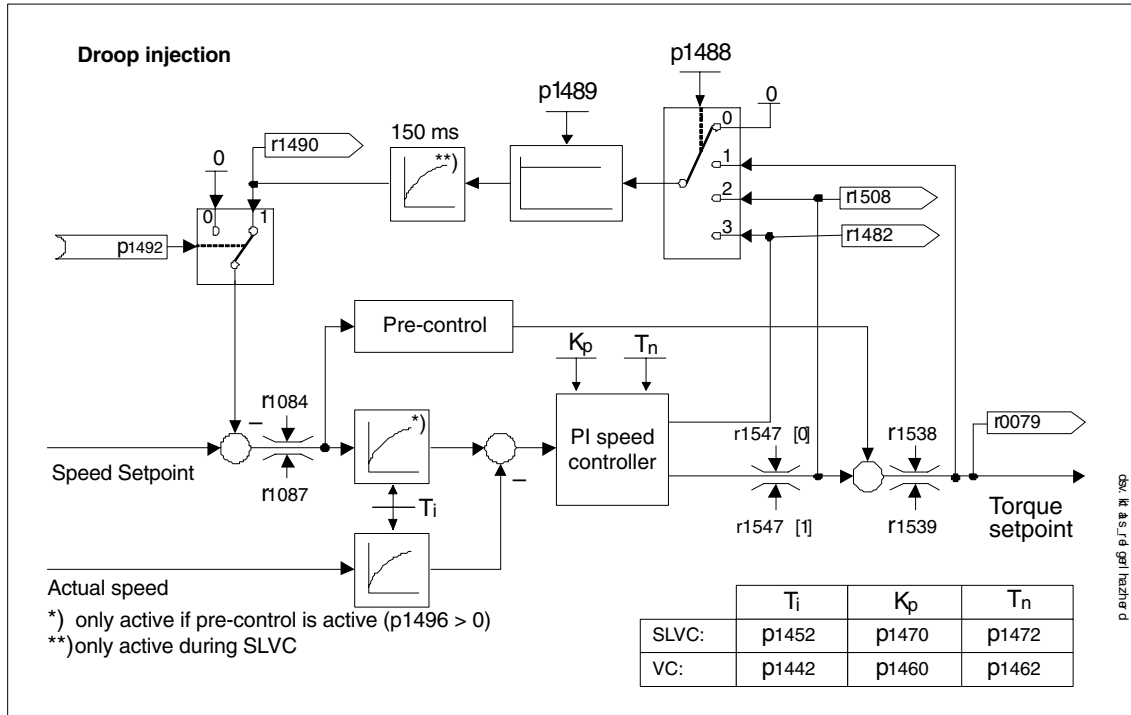 Droop injection
p1488
p1489
0
0
150 ms
r1490
**)
1
0
0
1
2
r1508
p1492
3
r1482
Pre-control
Kp
Tn
r1084
*)
r0079
r1547 [0]
r1538
PI speed
controller
Speed Setpoint
r1087
Ti
r1547 [1]
r1539
Torque
setpoint
Actual speed
*) only active if pre-control is active (p1496 > 0)
**)only active during SLVC
Ti Kp Tn
SLVC: p1452 p1470 p1472
VC: p1442 p1460 p1462